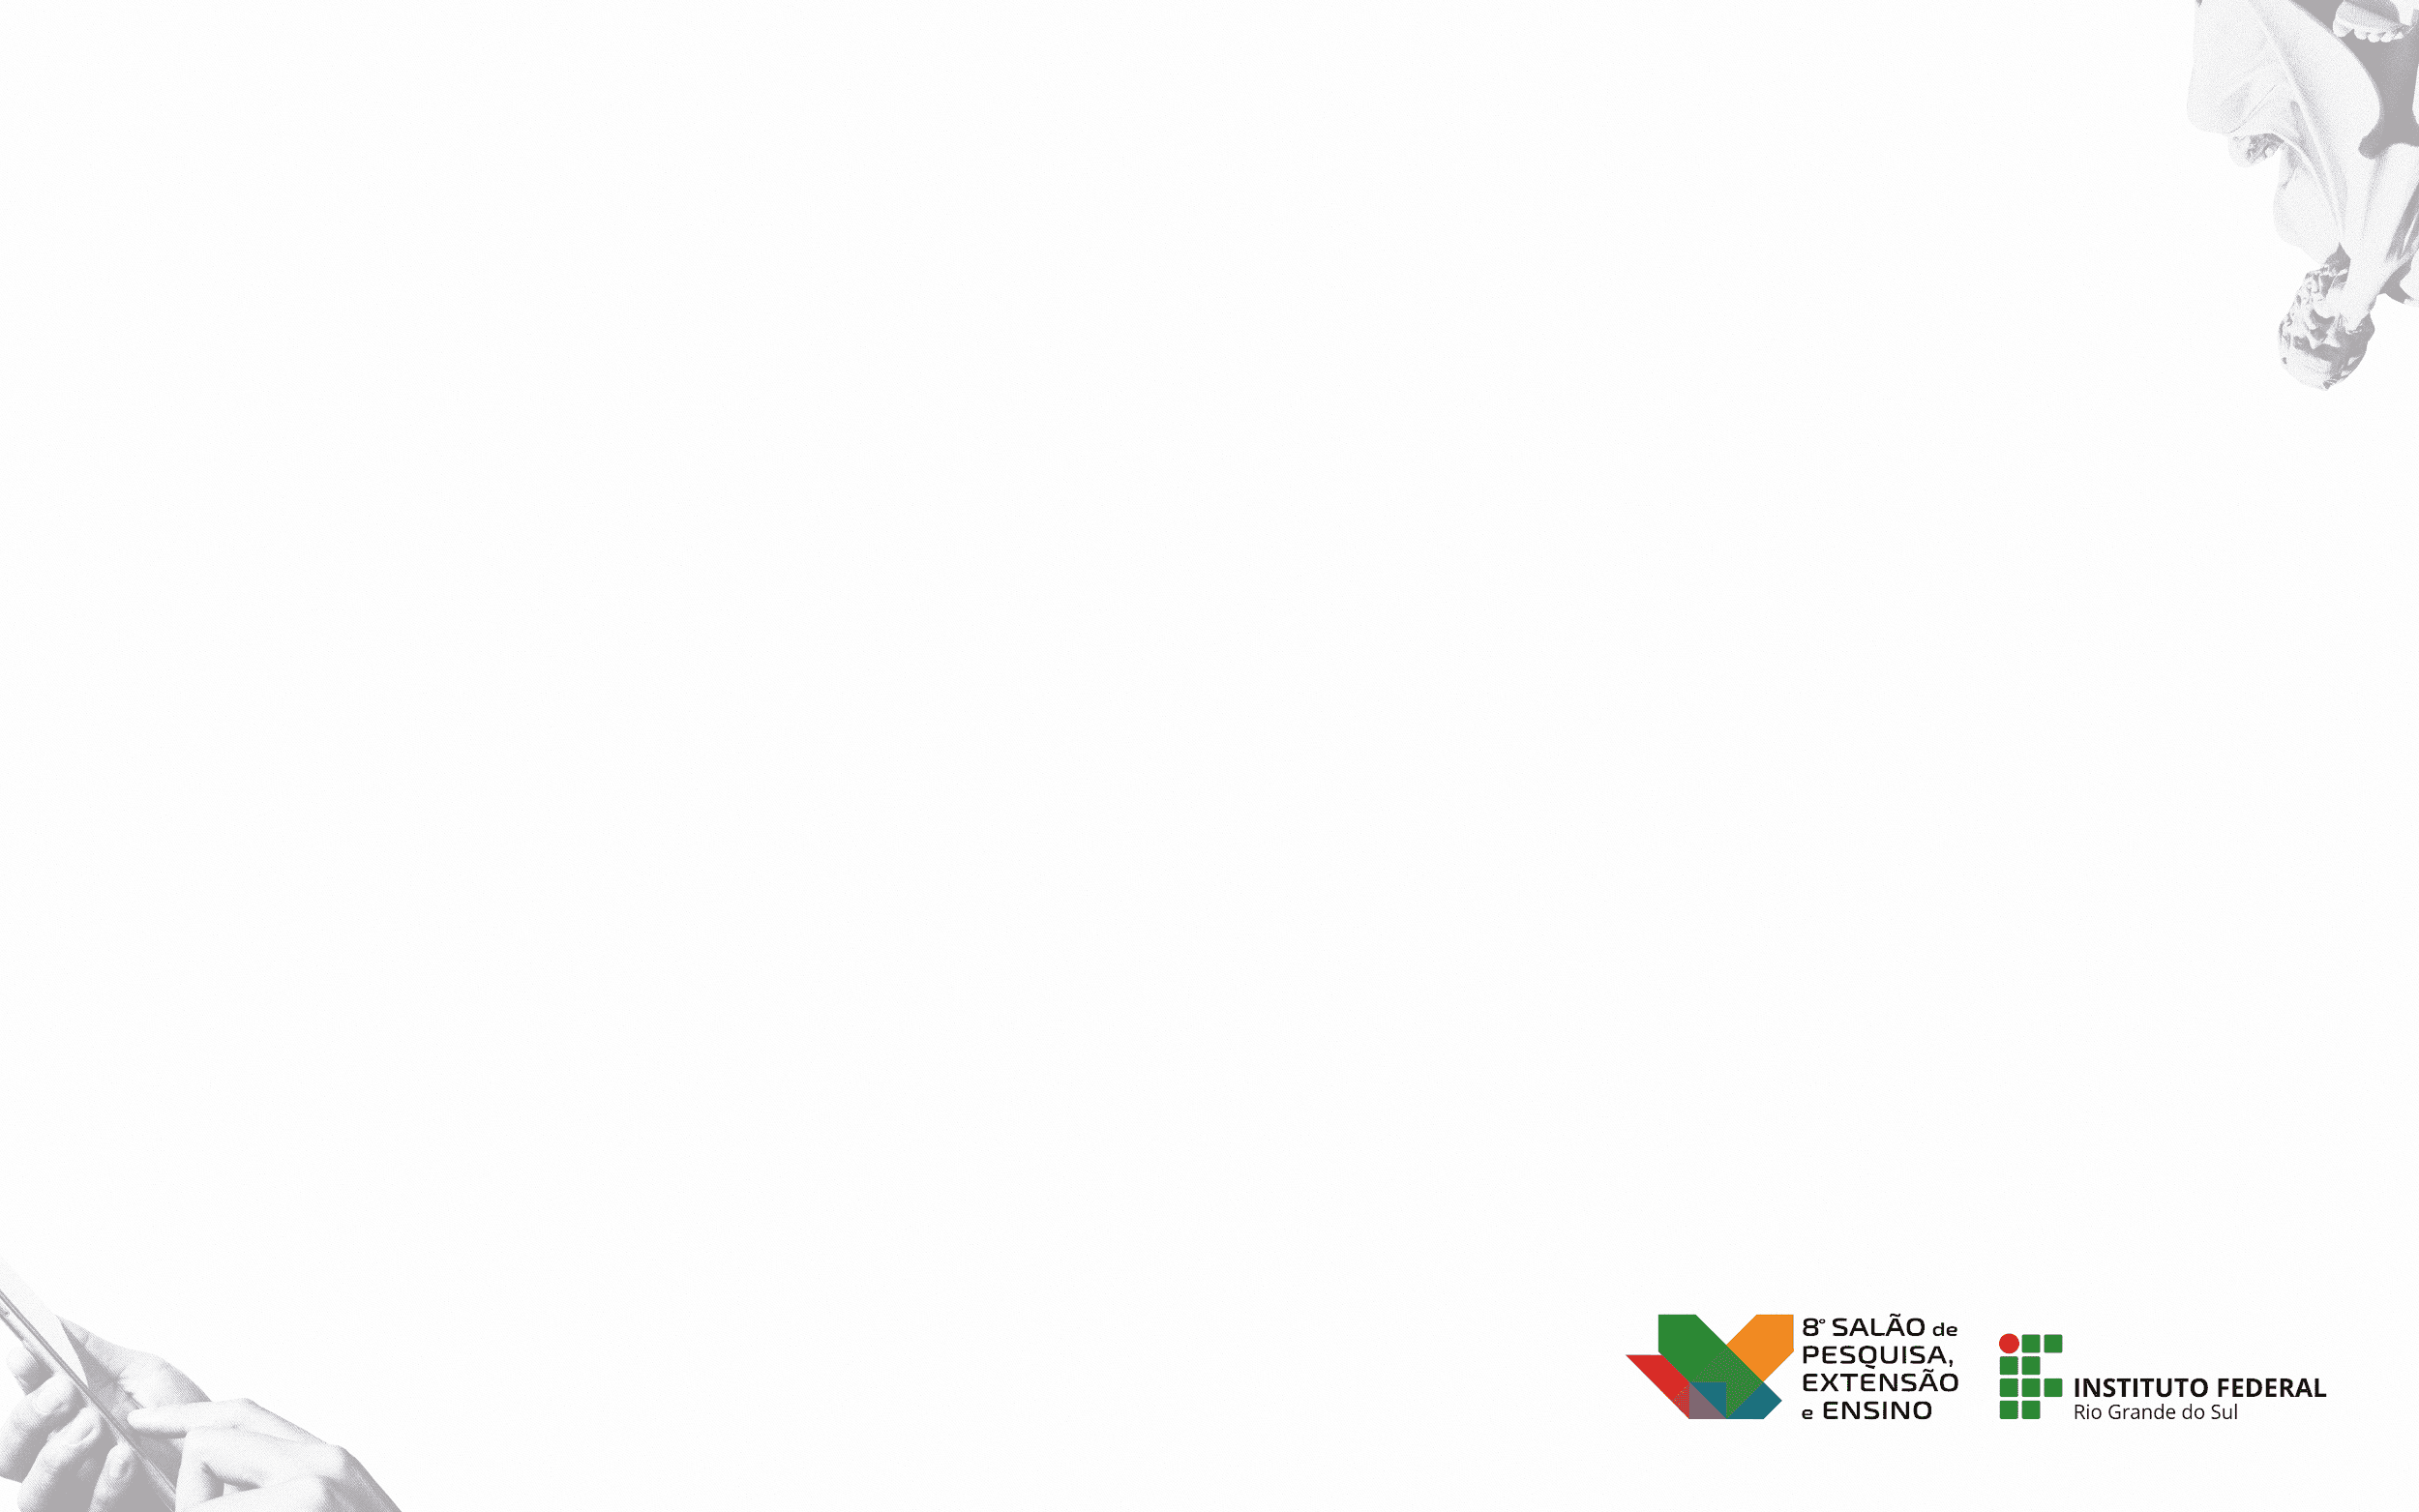 8º SALÃO de
PESQUISA,
EXTENSÃO
e ENSINO
INSTITUTO FEDERAL
Rio Grande do Sul